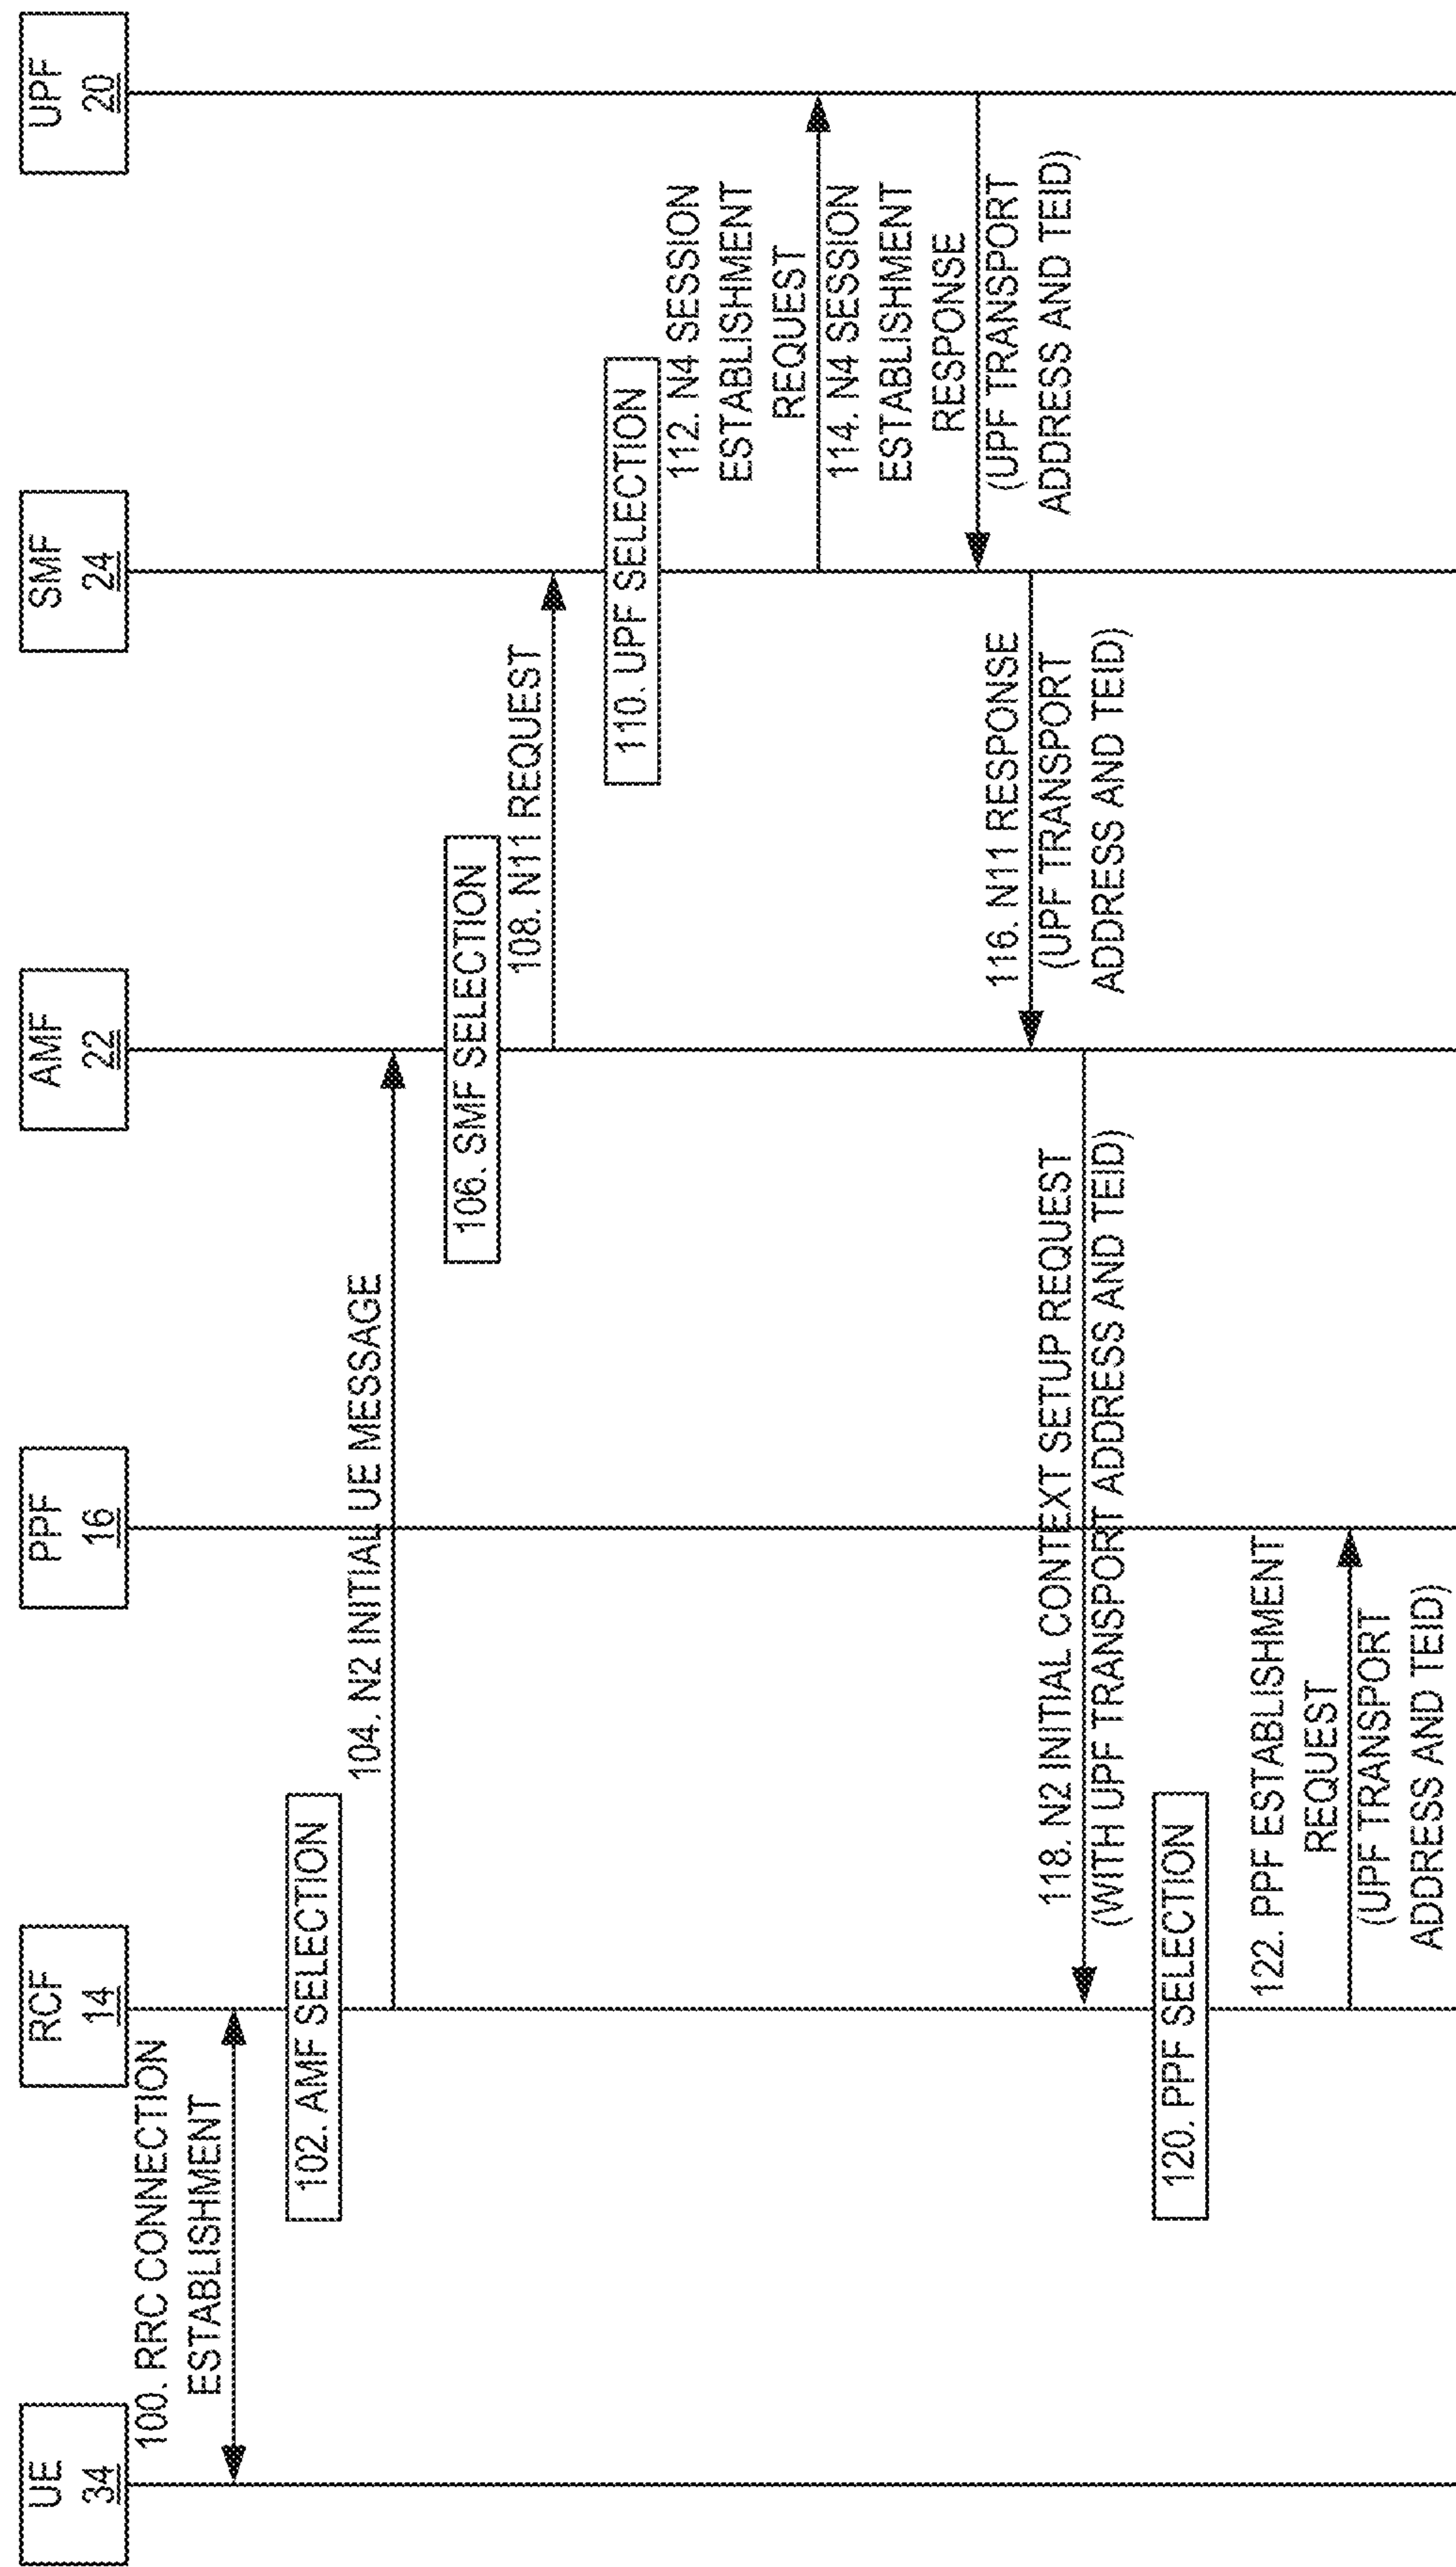 UE
34
RCF
14
PPF
16
AMF
22
SMF
24
UPF
20
100. RRC CONNECTION
ESTABLISHMENT
102. AMF SELECTION
104. N2 INITIAL UE MESSAGE
106. SMF SELECTION
108. N11 REQUEST
110. UPF SELECTION
112. N4 SESSION
ESTABLISHMENT
REQUEST
114. N4 SESSION
ESTABLISHMENT
RESPONSE
(UPF TRANSPORT
ADDRESS AND TEID)
116. N11 RESPONSE
(UPF TRANSPORT
ADDRESS AND TEID)
118. N2 INITIAL CONTEXT SETUP REQUEST
(WITH UPF TRANSPORT ADDRESS AND TEID)
120. PPF SELECTION
122. PPF ESTABLISHMENT
REQUEST
(UPF TRANSPORT
ADDRESS AND TEID)